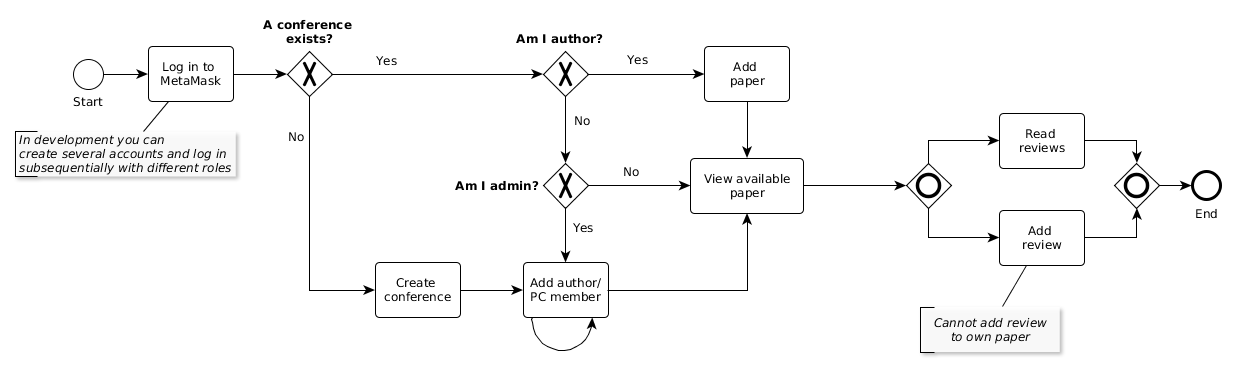 A conference
exists?
Am I author?
Log in to
MetaMask
Yes
Yes
Add
paper
Start
In development you can
create several accounts and log in
subsequentially with different roles
No
No
Read
reviews
Am I admin?
No
View available
paper
End
Yes
Add
review
Create
conference
Add author/
PC member
Cannot add review
to own paper